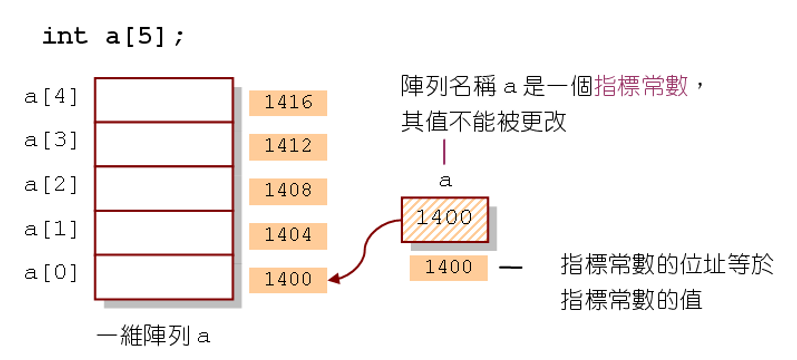 int a[5];
a[4]
1416
a[3]
1412
a[2]
1408
a[1]
1404
a[0]
1400
一維陣列 a
陣列名稱 a 是一個指標常數，
其值不能被更改
a
1400
1400
指標常數的位址等於
指標常數的值